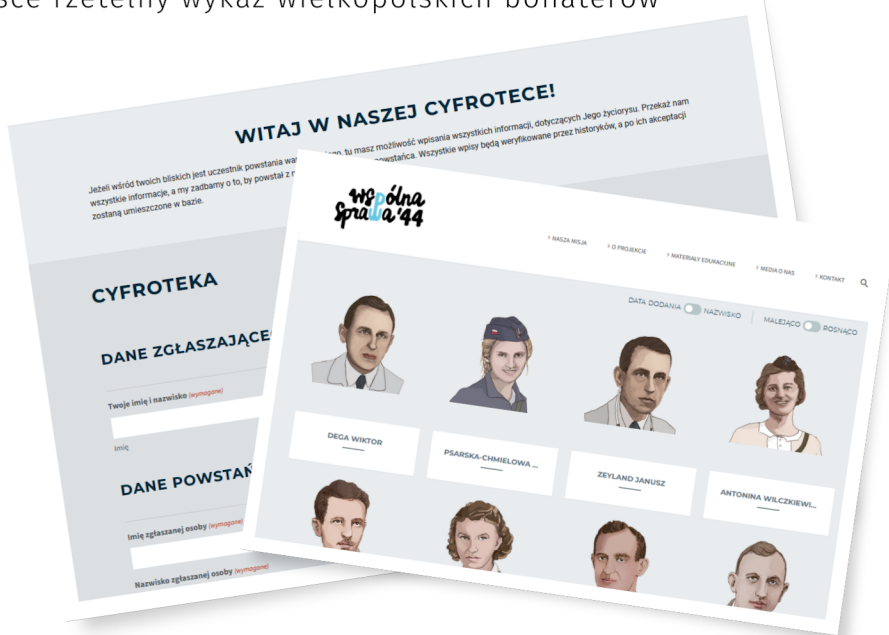 rzetelny wykaz wielkopolskich bohaterów
WITAJ W NASZEJ CYFROTECE!
Jeżeli wśród twoich bliskich jest uczestnik powstania tu masz możliwość wpisania wszystkich informacji, dotyczących Jego życiorysu. Przekaż nam
wszystkie informacje, a my zadbamy o to, by powstał z powstańca. Wszystkie wpisy będą weryfikowane przez historyków, a po ich akceptacji
zostaną umieszczone w bazie.
CYFROTEKA
DANE
Twoje imię i nazwisko (wymagane)
Imię
DANE
Imię zgłaszanej osoby (wymagane)
Nazwisko zgłaszanej osoby (wymagane)
wspólna
sprawa '44
> NASZA MISJA > O PROJEKCIE > MATERIAŁY EDUKACYJNE > MEDIA O NAS > KONTAKT
DATA DODANIA NAZWISKO MALEJĄCO ROSNĄCO
DEGA WIKTOR
PSARSKA-CHMIELOWA ...
ZEYLAND JANUSZ
ANTONINA WILCZKIEWI...